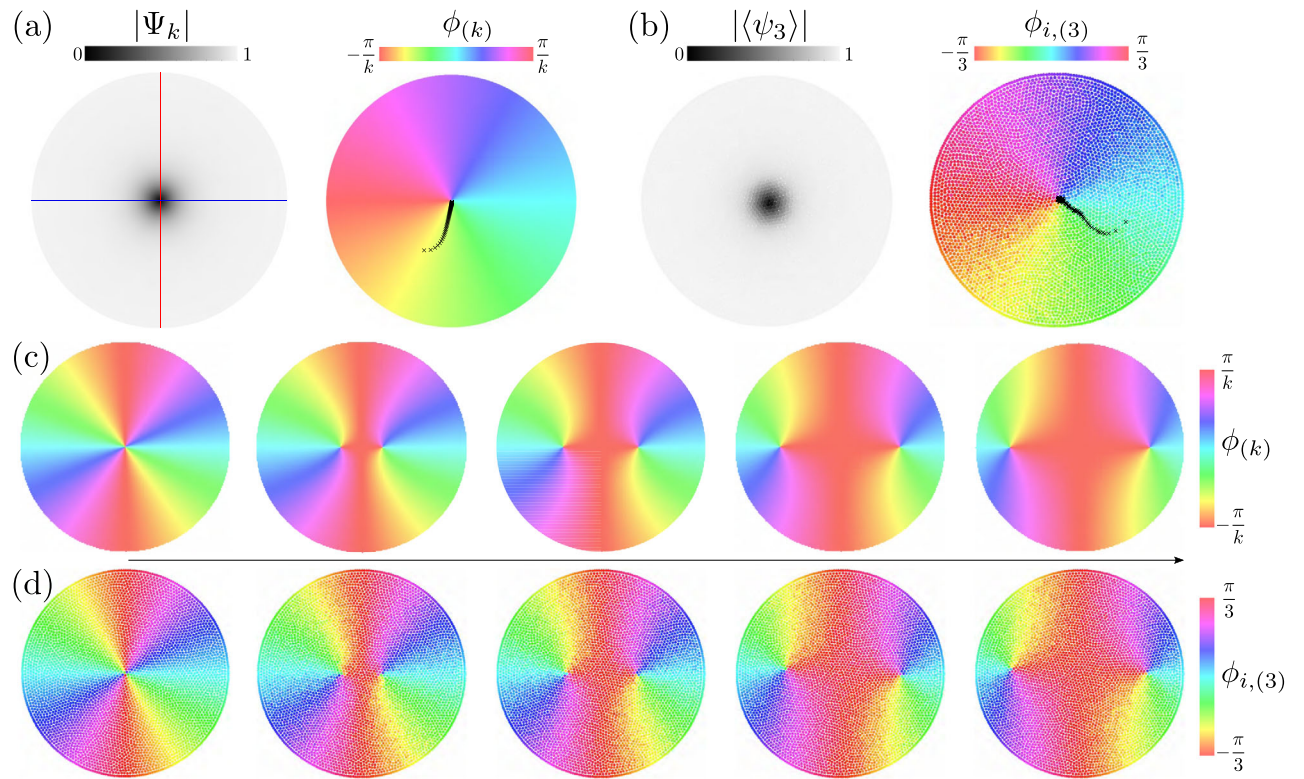 (a) |Ψ_k| ϕ_(k) (b) |⟨ψ_3⟩| ϕ_i,(3)
0 1 −π/k π/k 0 1 −π/3 π/3
(c) π/k
ϕ_(k)
−π/k
(d) π/3
ϕ_i,(3)
−π/3